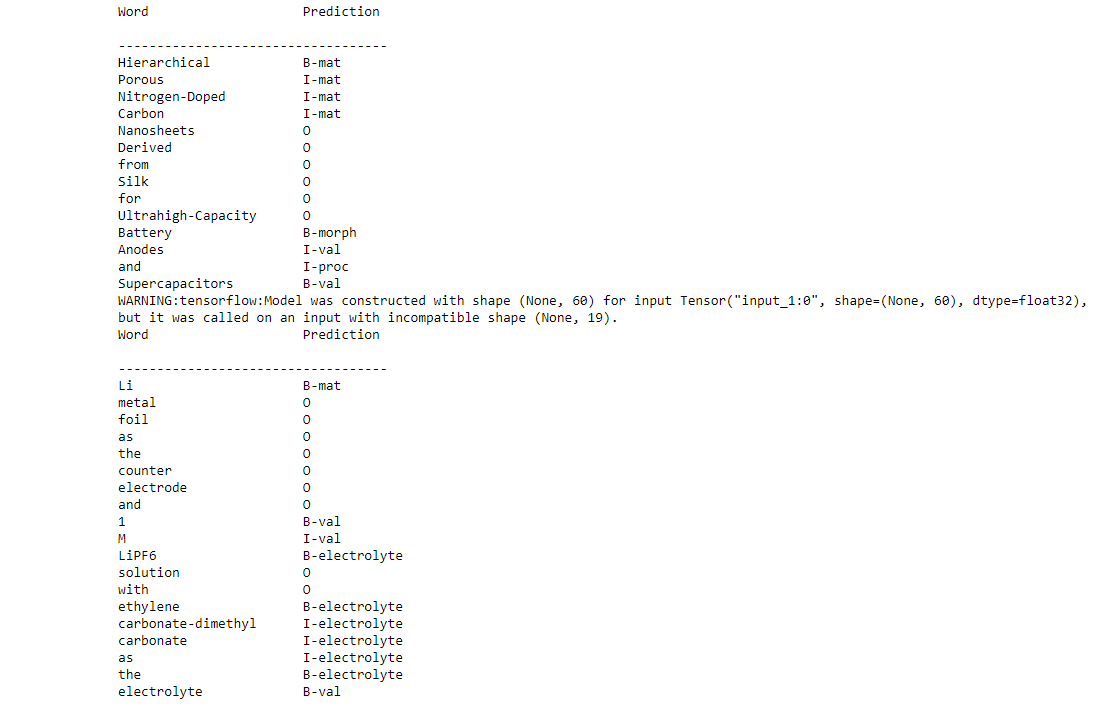 Word Prediction
-----------------------------------
Hierarchical B-mat
Porous I-mat
Nitrogen-Doped I-mat
Carbon I-mat
Nanosheets O
Derived O
from O
Silk O
for O
Ultrahigh-Capacity O
Battery B-morph
Anodes I-val
and I-proc
Supercapacitors B-val
WARNING:tensorflow:Model was constructed with shape (None, 60) for input Tensor("input_1:0", shape=(None, 60), dtype=float32),
but it was called on an input with incompatible shape (None, 19).
Word Prediction
-----------------------------------
Li B-mat
metal O
foil O
as O
the O
counter O
electrode O
and O
1 B-val
M I-val
LiPF6 B-electrolyte
solution O
with O
ethylene B-electrolyte
carbonate-dimethyl I-electrolyte
carbonate I-electrolyte
as I-electrolyte
the B-electrolyte
electrolyte B-val